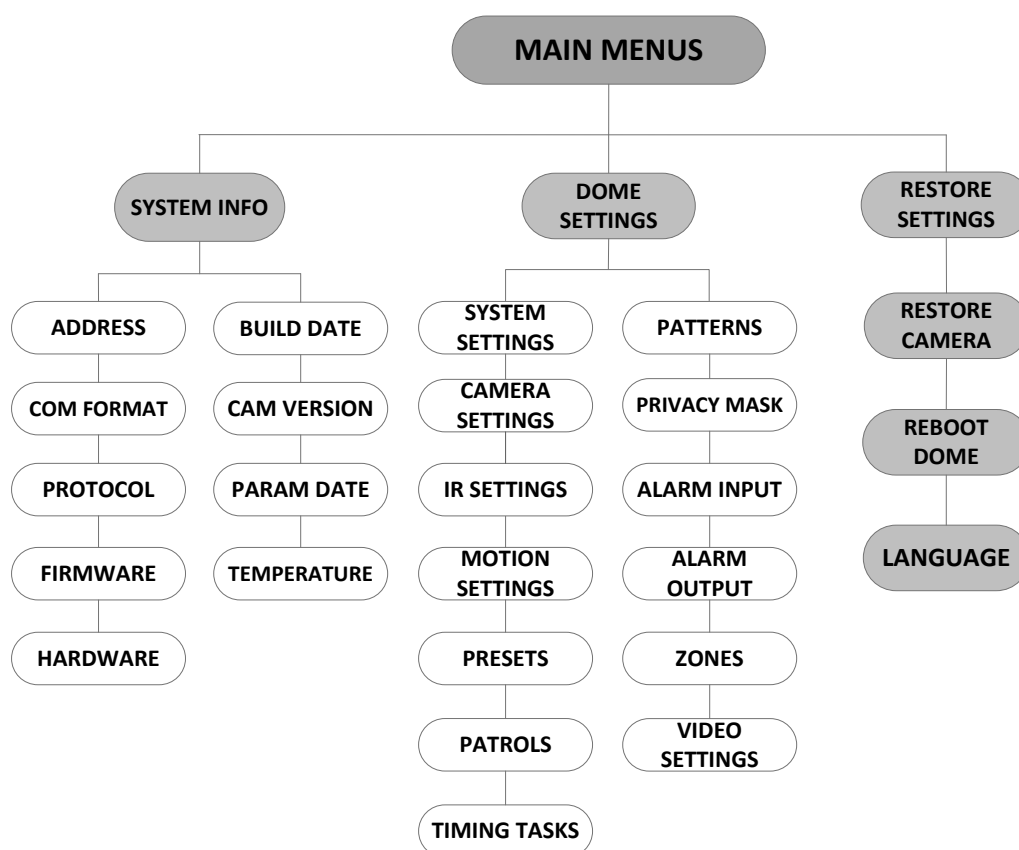 MAIN MENUS
SYSTEM INFO
DOME
SETTINGS
RESTORE
SETTINGS
ADDRESS
COM FORMAT
PROTOCOL
FIRMWARE
HARDWARE
BUILD DATE
CAM VERSION
PARAM DATE
TEMPERATURE
SYSTEM
SETTINGS
CAMERA
SETTINGS
IR SETTINGS
MOTION
SETTINGS
PRESETS
PATROLS
TIMING TASKS
PATTERNS
PRIVACY MASK
ALARM INPUT
ALARM
OUTPUT
ZONES
VIDEO
SETTINGS
RESTORE
CAMERA
REBOOT
DOME
LANGUAGE